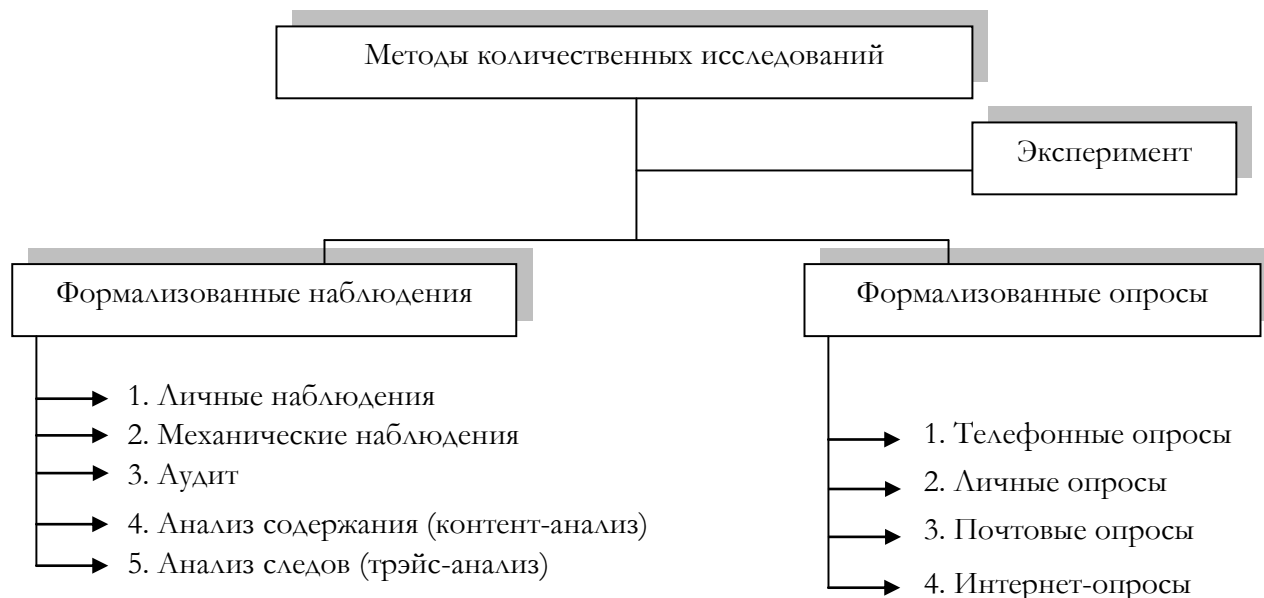 Методы количественных исследований
Эксперимент
Формализованные наблюдения
1. Личные наблюдения
2. Механические наблюдения
3. Аудит
4. Анализ содержания (контент-анализ)
5. Анализ следов (трэйс-анализ)
Формализованные опросы
1. Телефонные опросы
2. Личные опросы
3. Почтовые опросы
4. Интернет-опросы